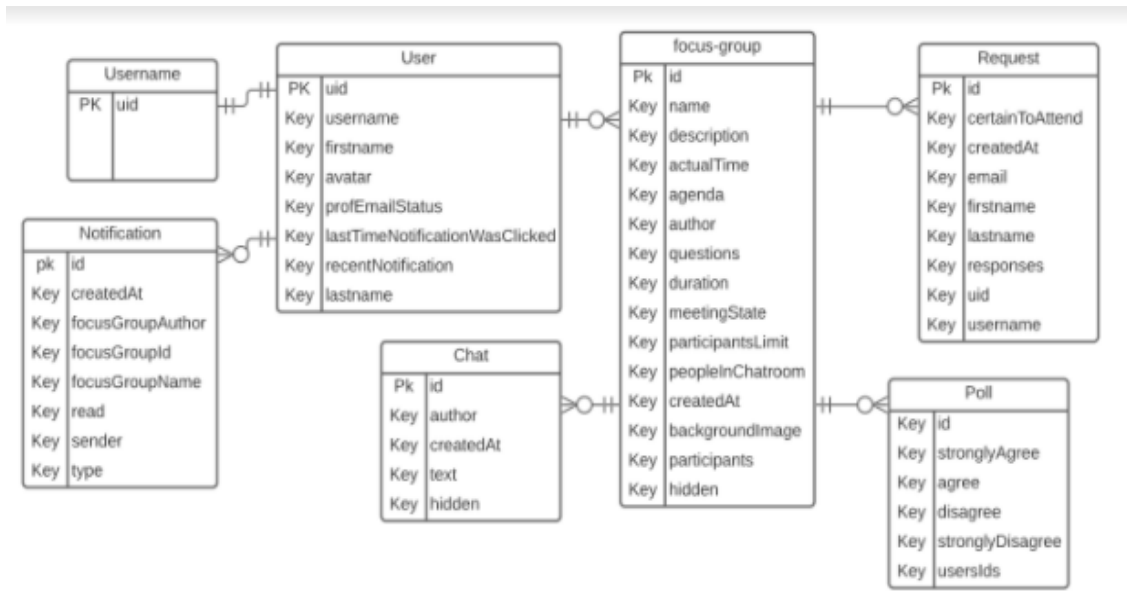 Username
PK uid
User
PK uid
Key username
Key firstname
Key avatar
Key profEmailStatus
Key lastTimeNotificationWasClicked
Key recentNotification
Key lastname
focus-group
Pk id
Key name
Key description
Key actualTime
Key agenda
Key author
Key questions
Key duration
Key meetingState
Key participantsLimit
Key peopleInChatroom
Key createdAt
Key backgroundImage
Key participants
Key hidden
Request
Pk id
Key certainToAttend
Key createdAt
Key email
Key firstname
Key lastname
Key responses
Key uid
Key username
Notification
pk id
Key createdAt
Key focusGroupAuthor
Key focusGroupId
Key focusGroupName
Key read
Key sender
Key type
Chat
Pk id
Key author
Key createdAt
Key text
Key hidden
Poll
Key id
Key stronglyAgree
Key agree
Key disagree
Key stronglyDisagree
Key usersIds